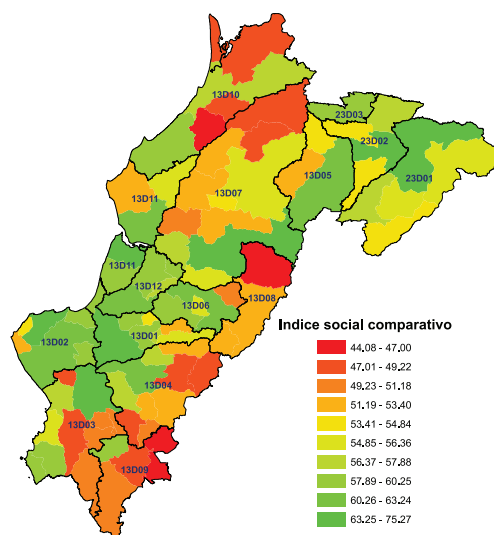 13D10
23D03
23D02
13D05
23D01
13D07
13D11
13D11
13D12
13D08
13D06
13D01
13D02
13D04
13D03
13D09
Indice social comparativo
44.08 - 47.00
47.01 - 49.22
49.23 - 51.18
51.19 - 53.40
53.41 - 54.84
54.85 - 56.36
56.37 - 57.88
57.89 - 60.25
60.26 - 63.24
63.25 - 75.27